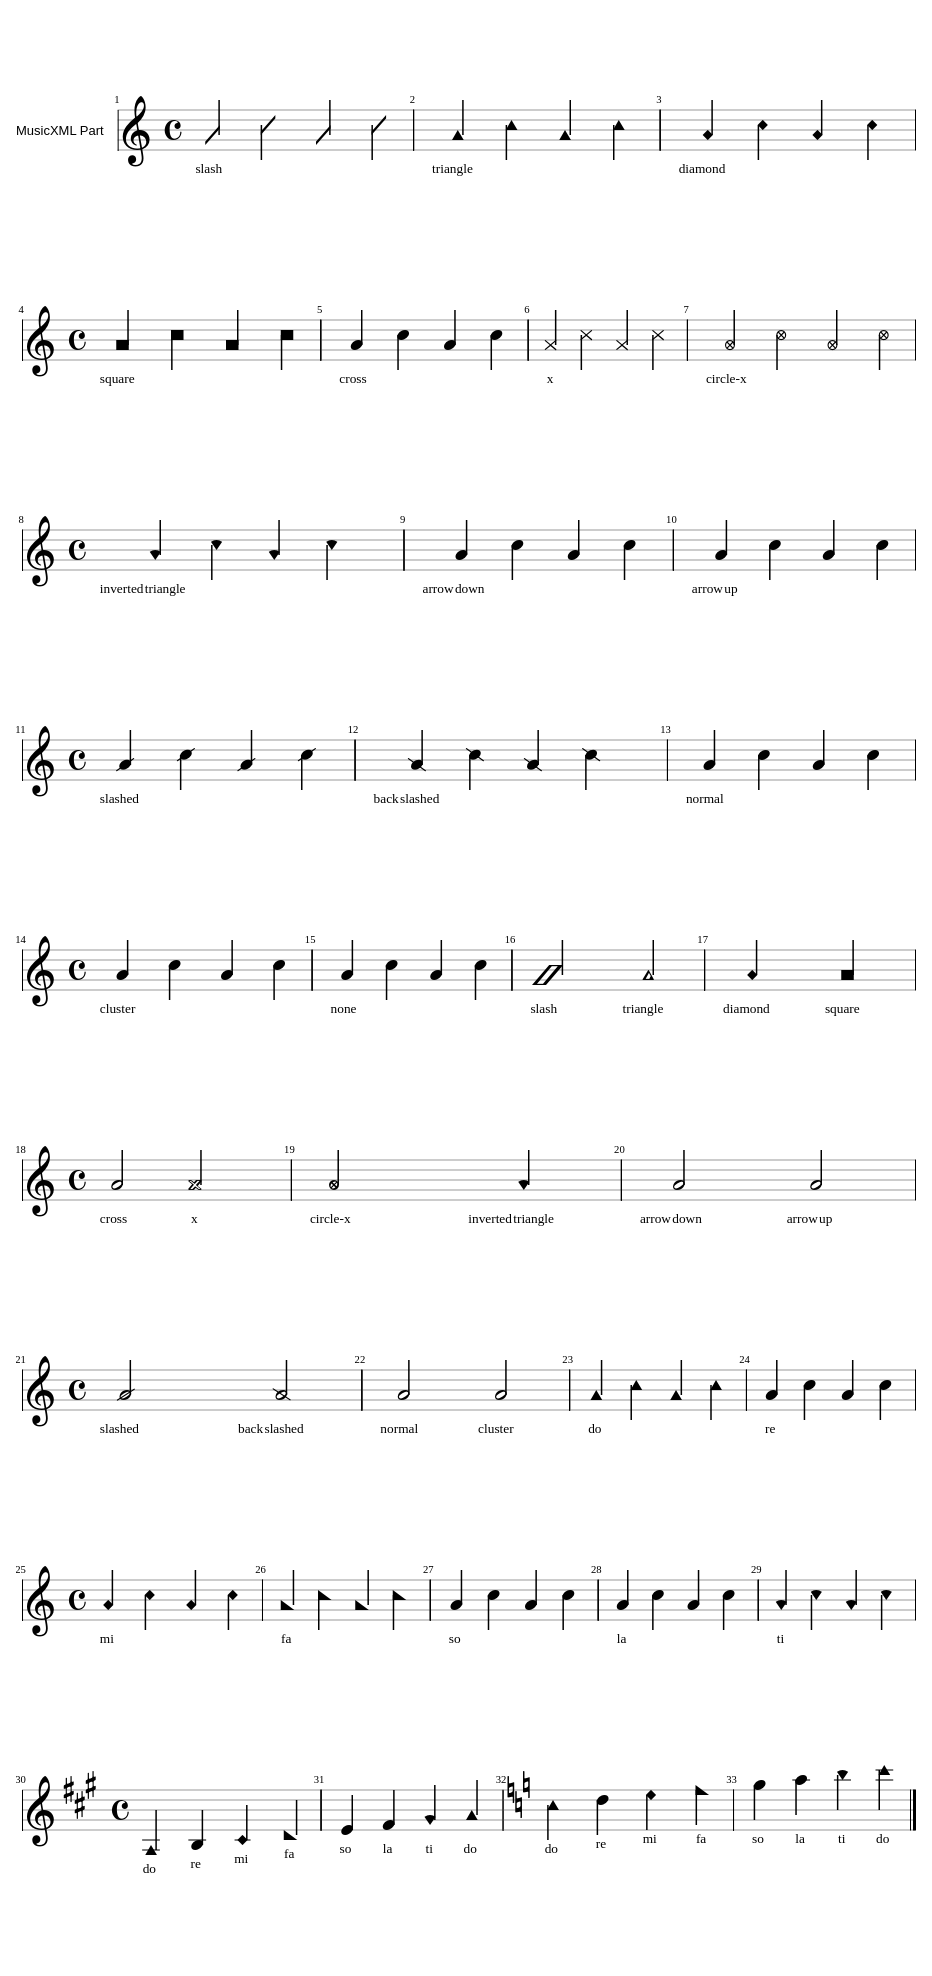 1 2 3
MusicXML Part
slash triangle diamond
4 5 6 7
square cross x circle-x
8 9 10
inverted triangle arrow down arrow up
11 12 13
slashed back slashed normal
14 15 16 17
cluster none slash triangle diamond square
18 19 20
cross x circle-x inverted triangle arrow down arrow up
21 22 23 24
slashed back slashed normal cluster do re
25 26 27 28 29
mi fa so la ti
30 31 32 33
do re mi fa so la ti do do re mi fa so la ti do